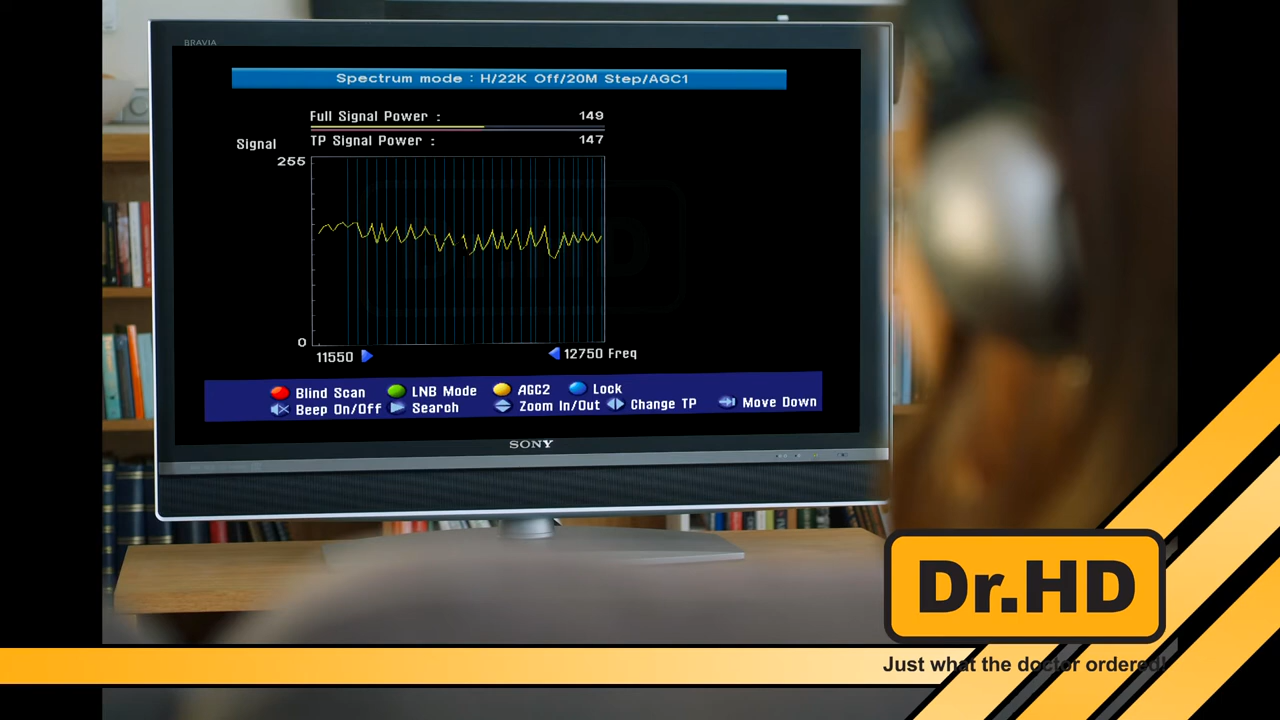 BRAVIA
Spectrum mode : H/22K Off/20M Step/AGC1
Full Signal Power : 149
Signal TP Signal Power : 147
255
0
11550 12750 Freq
Blind Scan LNB Mode AGC2 Lock
Beep On/Off Search Zoom In/Out Change TP Move Down
SONY
Dr.HD
Just what the doctor ordered!